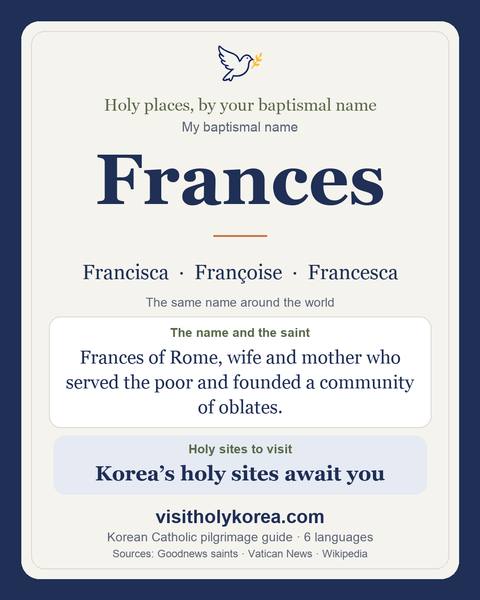 Holy places, by your baptismal name
My baptismal name
Frances
Francisca · Françoise · Francesca
The same name around the world
The name and the saint
Frances of Rome, wife and mother who
served the poor and founded a community
of oblates.
Holy sites to visit
Korea’s holy sites await you
visitholykorea.com
Korean Catholic pilgrimage guide · 6 languages
Sources: Goodnews saints · Vatican News · Wikipedia